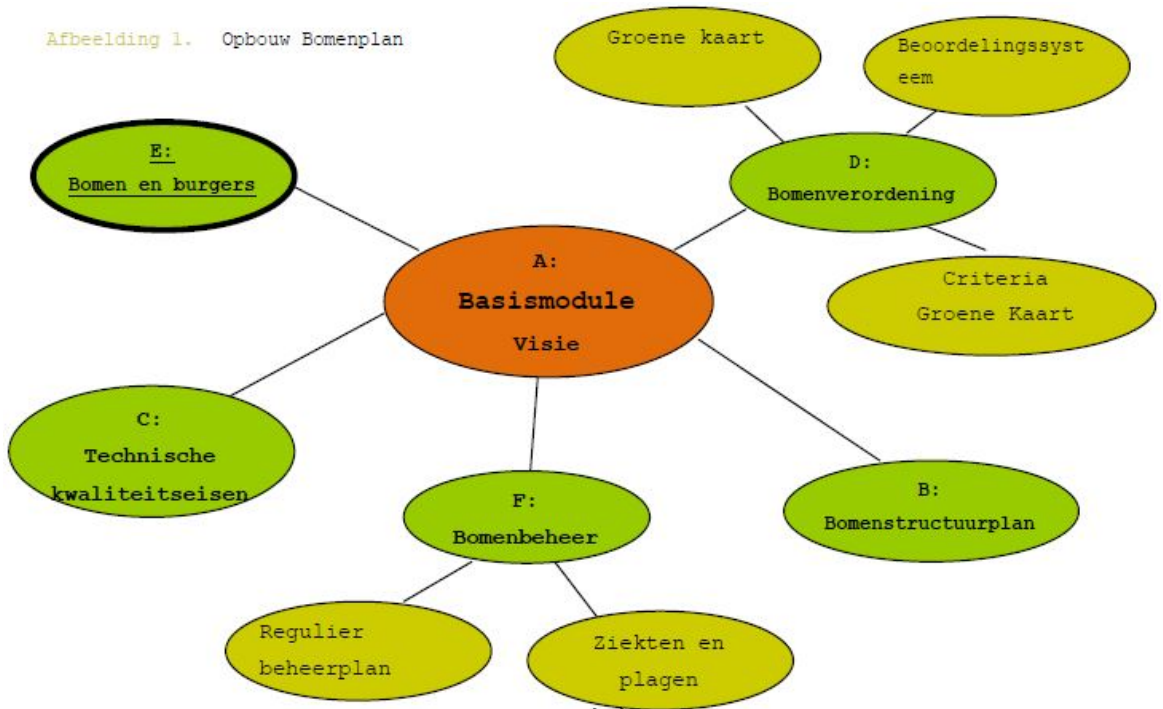 Afbeelding 1. Opbouw Bomenplan
Groene kaart
Beoordelingssyst
eem
E:
Bomen en burgers
D:
Bomenverordening
A:
Basismodule
Visie
Criteria
Groene Kaart
C:
Technische
kwaliteitseisen
F:
Bomenbeheer
B:
Bomenstructuurplan
Regulier
beheerplan
Ziekten en
plagen